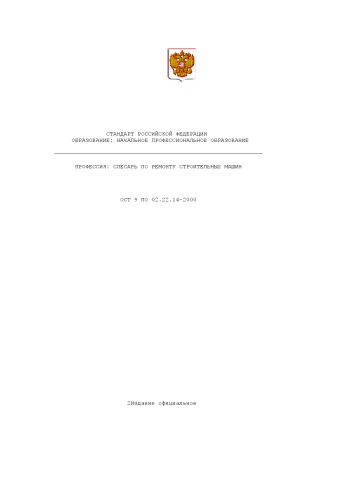 СТАНДАРТ РОССИЙСКОЙ ФЕДЕРАЦИИ
ОБРАЗОВАНИЕ: НАЧАЛЬНОЕ ПРОФЕССИОНАЛЬНОЕ ОБРАЗОВАНИЕ
ПРОФЕССИЯ: СЛЕСАРЬ ПО РЕМОНТУ СТРОИТЕЛЬНЫХ МАШИН
ОСТ 9 ПО 02.22.14-2000
Издание официальное